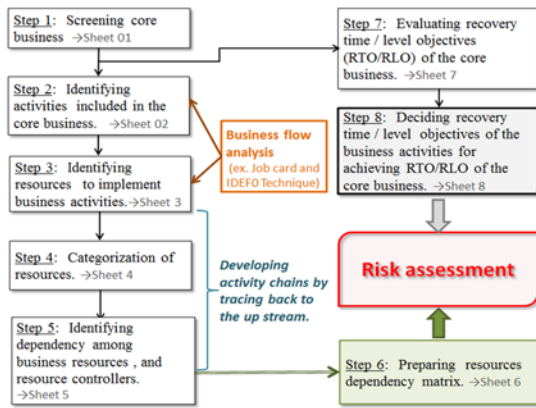 Step 1: Screening core
business →Sheet 01
Step 2: Identifying
activities included in the
core business. →Sheet 02
Step 3: Identifying
resources to implement
business activities.→Sheet 3
Step 4: Categorization of
resources. →Sheet 4
Step 5: Identifying
dependency among
business resources , and
resource controllers.
→Sheet 5
Business flow
analysis
(ex. Job card and
IDEF0 Technique)
Developing
activity chains by
tracing back to
the up stream.
Step 7: Evaluating recovery
time / level objectives
(RTO/RLO) of the core
business. →Sheet 7
Step 8: Deciding recovery
time / level objectives of the
business activities for
achieving RTO/RLO of the
core business. →Sheet 8
Risk assessment
Step 6: Preparing resources
dependency matrix. →Sheet 6